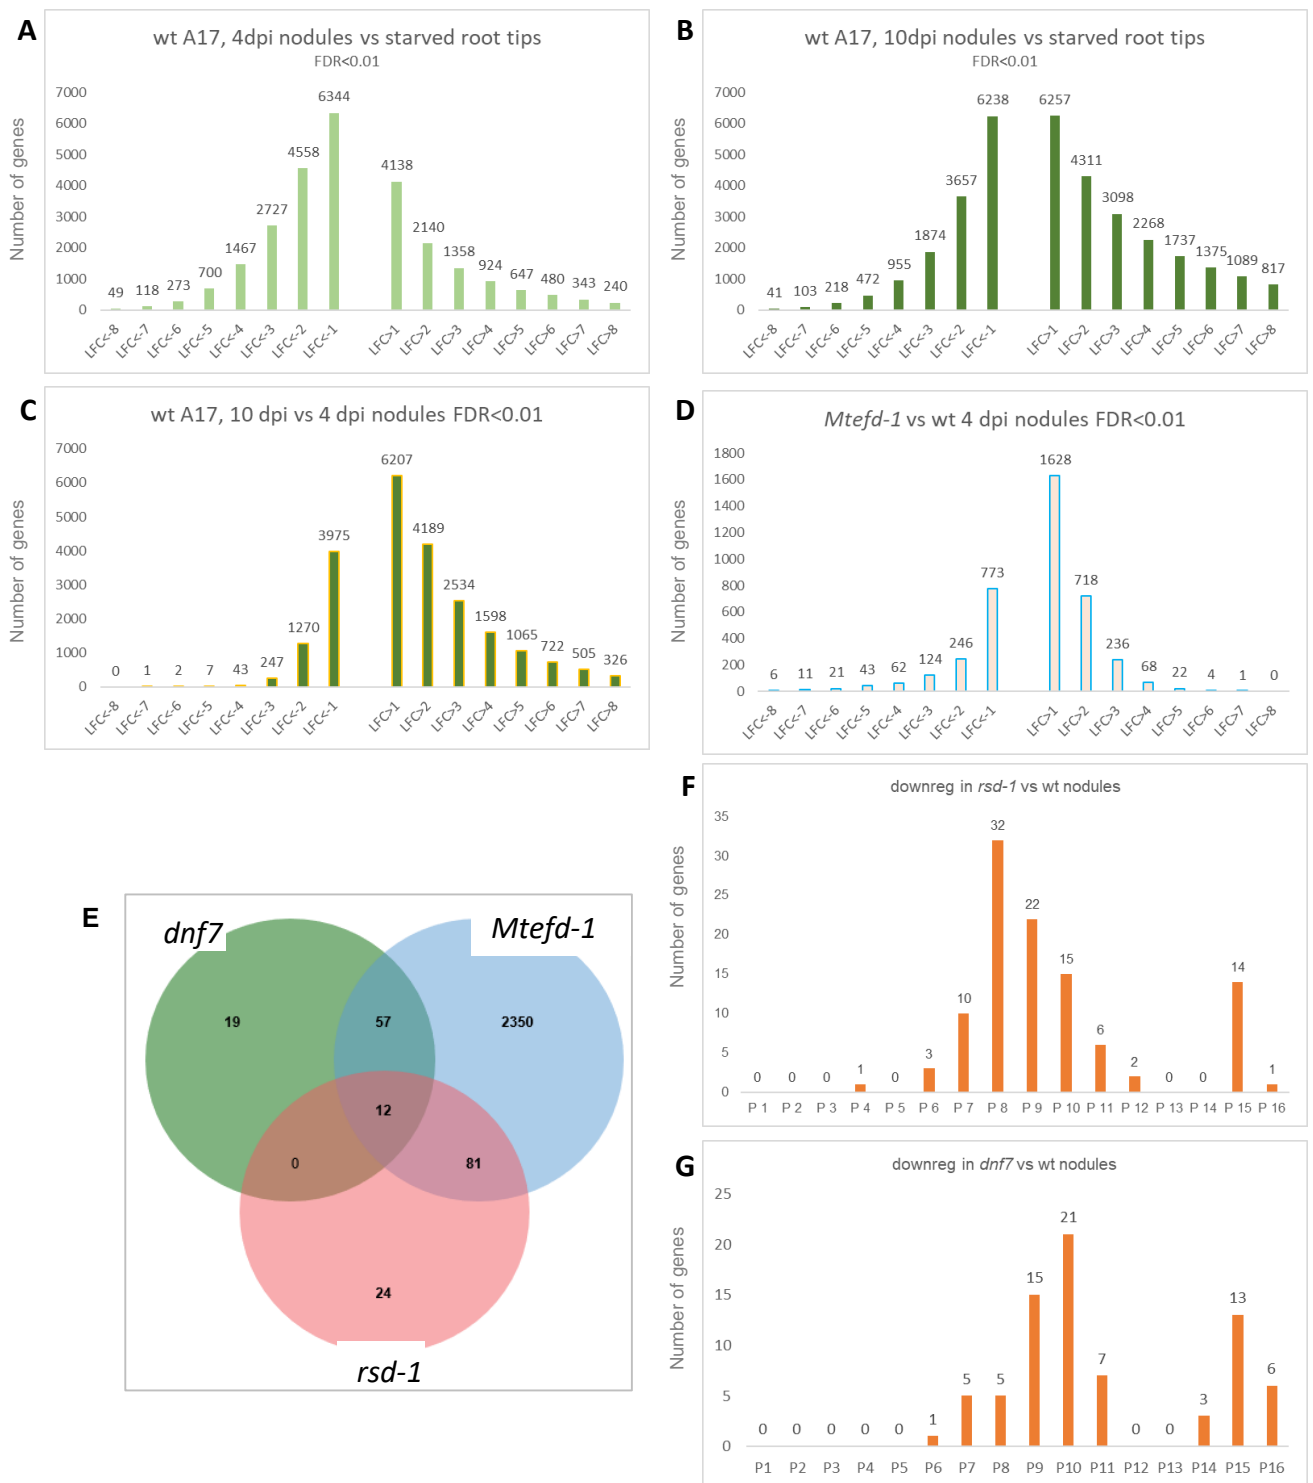 A
wt A17, 4dpi nodules vs starved root tips
FDR<0.01
Number of genes
7000
6000
5000
4000
3000
2000
1000
0
49
118
273
700
1467
2727
4558
6344
4138
2140
1358
924
647
480
343
240
LFC<-8
LFC<-7
LFC<-6
LFC<-5
LFC<-4
LFC<-3
LFC<-2
LFC<-1
LFC>1
LFC>2
LFC>3
LFC>4
LFC>5
LFC>6
LFC>7
LFC>8
B
wt A17, 10dpi nodules vs starved root tips
FDR<0.01
Number of genes
7000
6000
5000
4000
3000
2000
1000
0
41
103
218
472
955
1874
3657
6238
6257
4311
3098
2268
1737
1375
1089
817
LFC<-8
LFC<-7
LFC<-6
LFC<-5
LFC<-4
LFC<-3
LFC<-2
LFC<-1
LFC>1
LFC>2
LFC>3
LFC>4
LFC>5
LFC>6
LFC>7
LFC>8
C
wt A17, 10 dpi vs 4 dpi nodules FDR<0.01
Number of genes
7000
6000
5000
4000
3000
2000
1000
0
0
1
2
7
43
247
1270
3975
6207
4189
2534
1598
1065
722
505
326
LFC<-8
LFC<-7
LFC<-6
LFC<-5
LFC<-4
LFC<-3
LFC<-2
LFC<-1
LFC>1
LFC>2
LFC>3
LFC>4
LFC>5
LFC>6
LFC>7
LFC>8
D
Mtefd-1 vs wt 4 dpi nodules FDR<0.01
Number of genes
1800
1600
1400
1200
1000
800
600
400
200
0
6
11
21
43
62
124
246
773
1628
718
236
68
22
4
1
0
LFC<-8
LFC<-7
LFC<-6
LFC<-5
LFC<-4
LFC<-3
LFC<-2
LFC<-1
LFC>1
LFC>2
LFC>3
LFC>4
LFC>5
LFC>6
LFC>7
LFC>8
E
dnf7
Mtefd-1
19
57
2350
12
0
81
24
rsd-1
F
downreg in rsd-1 vs wt nodules
Number of genes
35
30
25
20
15
10
5
0
0
0
0
1
0
3
10
32
22
15
6
2
0
0
14
1
P 1
P 2
P 3
P 4
P 5
P 6
P 7
P 8
P 9
P 10
P 11
P 12
P 13
P 14
P 15
P 16
G
downreg in dnf7 vs wt nodules
Number of genes
25
20
15
10
5
0
0
0
0
0
0
1
5
5
15
21
7
0
0
3
13
6
P1
P2
P3
P4
P5
P6
P7
P8
P9
P10
P11
P12
P13
P14
P15
P16